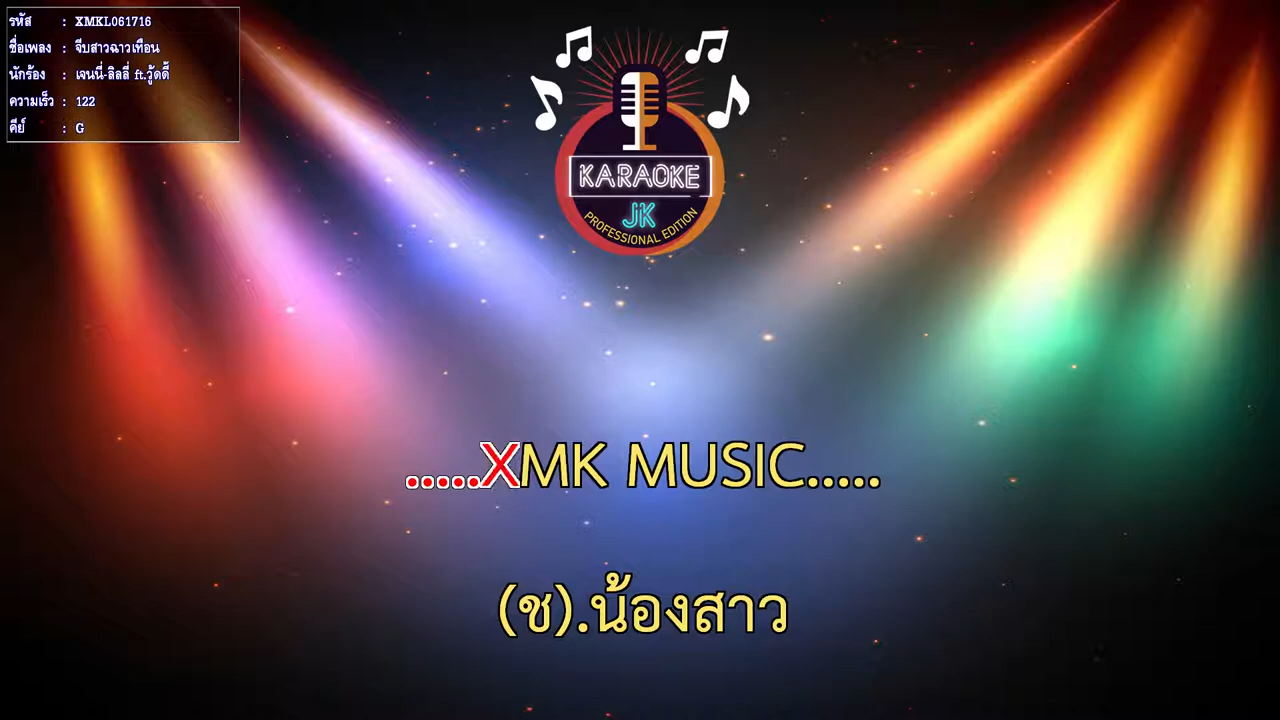 รหัส : XMKL061716
ชื่อเพลง : จีบสาวฉาวเทือน
นักร้อง : เจนนี่-ลิลลี่ ft.วู้ดดี้
ความเร็ว : 122
คีย์ : G
KARAOKE
JK
PROFESSIONAL EDITION
.....XMK MUSIC.....
(ช).น้องสาว